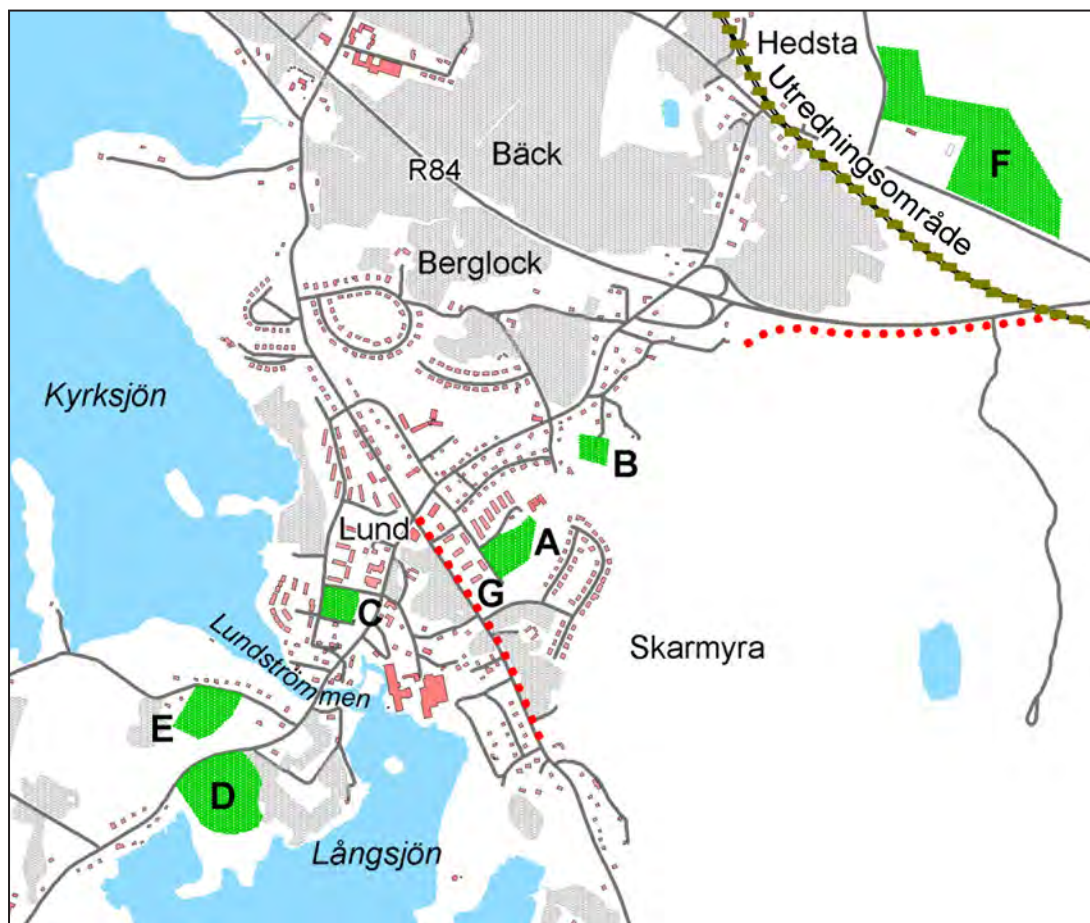 Hedsta
Utredningsområde
F
Bäck
R84
Berglock
Kyrksjön
B
Lund
A
G
C
Skarmyra
Lundströmmen
E
D
Långsjön